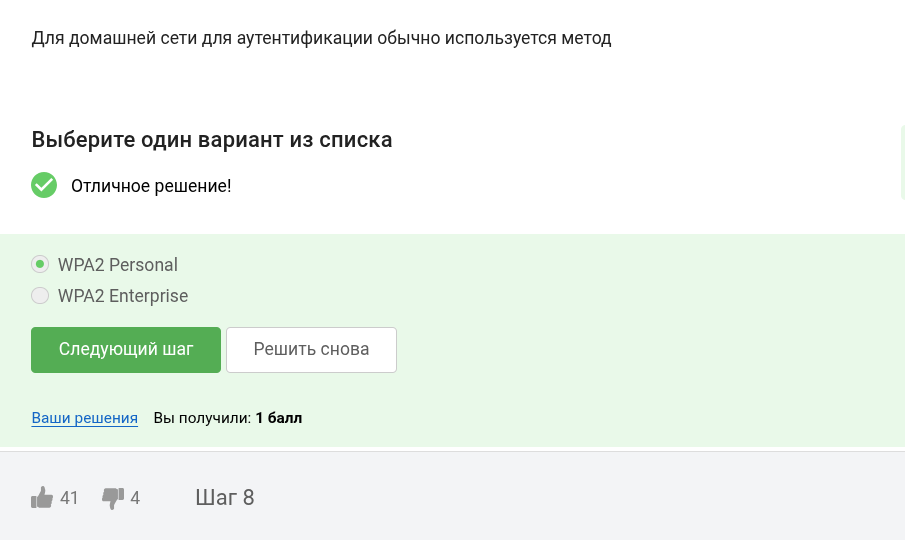 Для домашней сети для аутентификации обычно используется метод
Выберите один вариант из списка
Отличное решение!
WPA2 Personal
WPA2 Enterprise
Следующий шаг Решить снова
Ваши решения Вы получили: 1 балл
41 4 Шаг 8